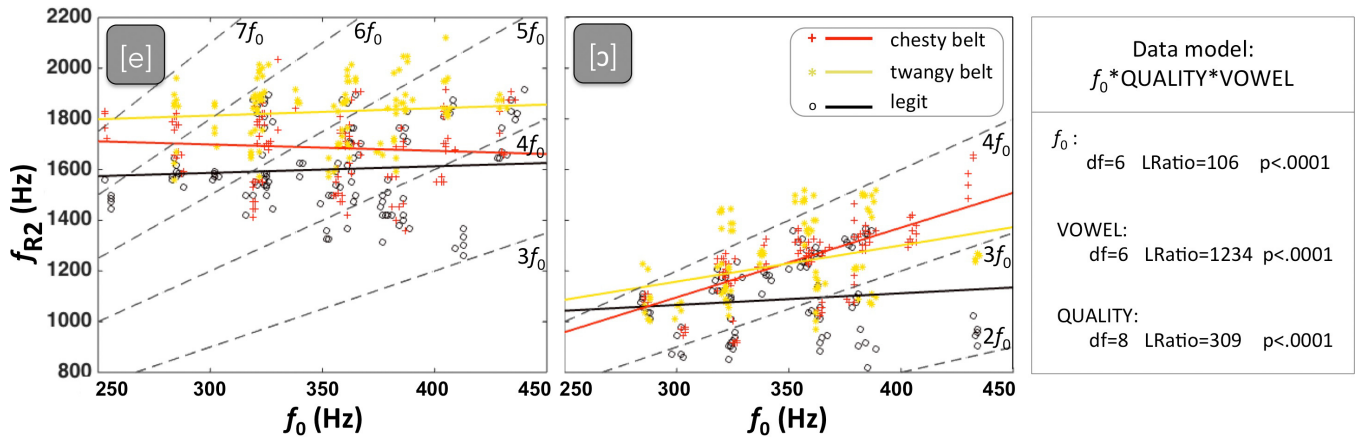 2200
2000
1800
1600
1400
1200
1000
800
f_R2 (Hz)
[e]
7f₀
6f₀
5f₀
4f₀
3f₀
250 300 350 400 450
f₀ (Hz)
[ɔ]
chesty belt
twangy belt
legit
4f₀
3f₀
2f₀
250 300 350 400 450
f₀ (Hz)
Data model:
f₀*QUALITY*VOWEL
f₀ :
df=6 LRatio=106 p<.0001
VOWEL:
df=6 LRatio=1234 p<.0001
QUALITY:
df=8 LRatio=309 p<.0001